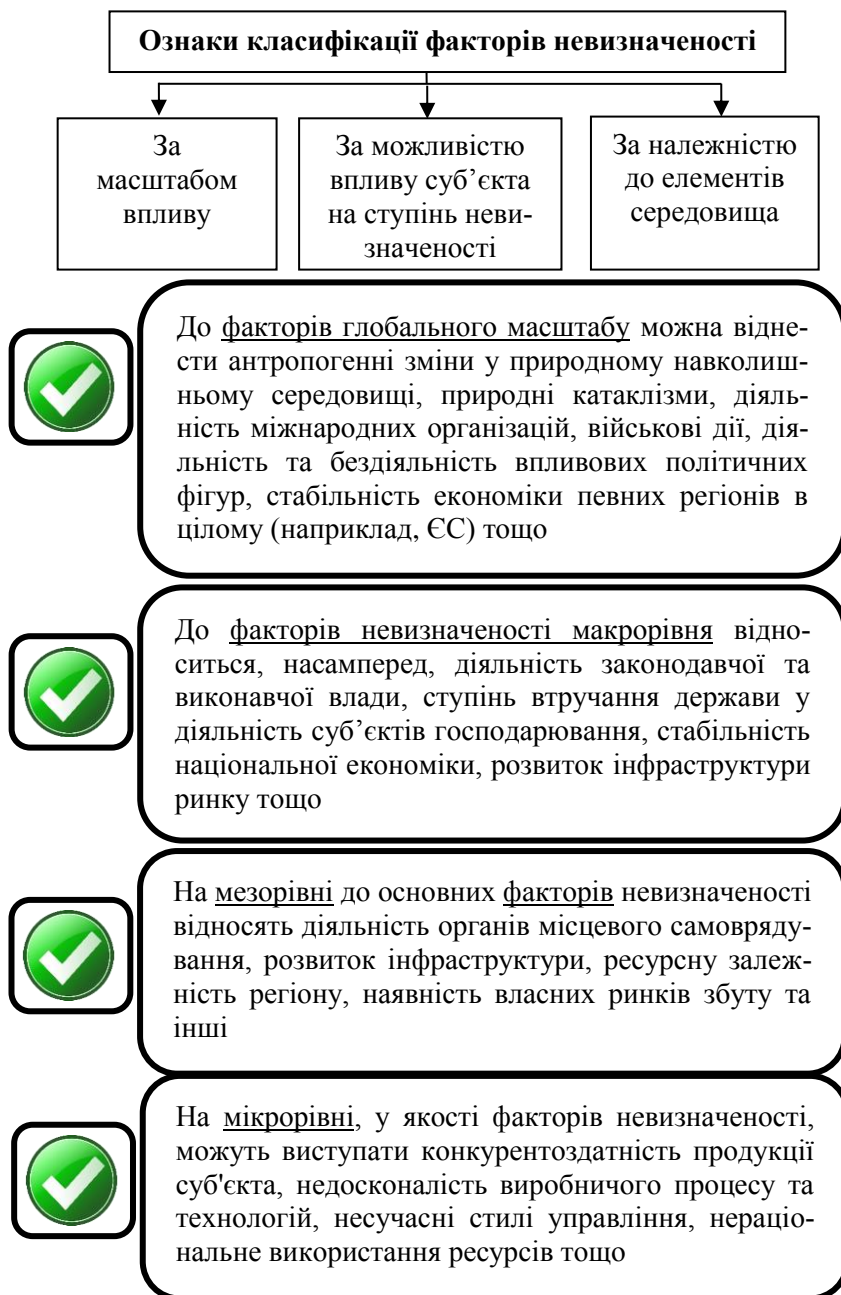 Ознаки класифікації факторів невизначеності
За
масштабом
впливу
За можливістю
впливу суб’єкта
на ступінь неви-
значеності
За належністю
до елементів
середовища
До факторів глобального масштабу можна відне-
сти антропогенні зміни у природному навколиш-
ньому середовищі, природні катаклізми, діяль-
ність міжнародних організацій, військові дії, дія-
льність та бездіяльність впливових політичних
фігур, стабільність економіки певних регіонів в
цілому (наприклад, ЄС) тощо
До факторів невизначеності макрорівня відно-
ситься, насамперед, діяльність законодавчої та
виконавчої влади, ступінь втручання держави у
діяльність суб’єктів господарювання, стабільність
національної економіки, розвиток інфраструктури
ринку тощо
На мезорівні до основних факторів невизначеності
відносять діяльність органів місцевого самовряду-
вання, розвиток інфраструктури, ресурсну залеж-
ність регіону, наявність власних ринків збуту та
інші
На мікрорівні, у якості факторів невизначеності,
можуть виступати конкурентоздатність продукції
суб'єкта, недосконалість виробничого процесу та
технологій, несучасні стилі управління, нераціо-
нальне використання ресурсів тощо